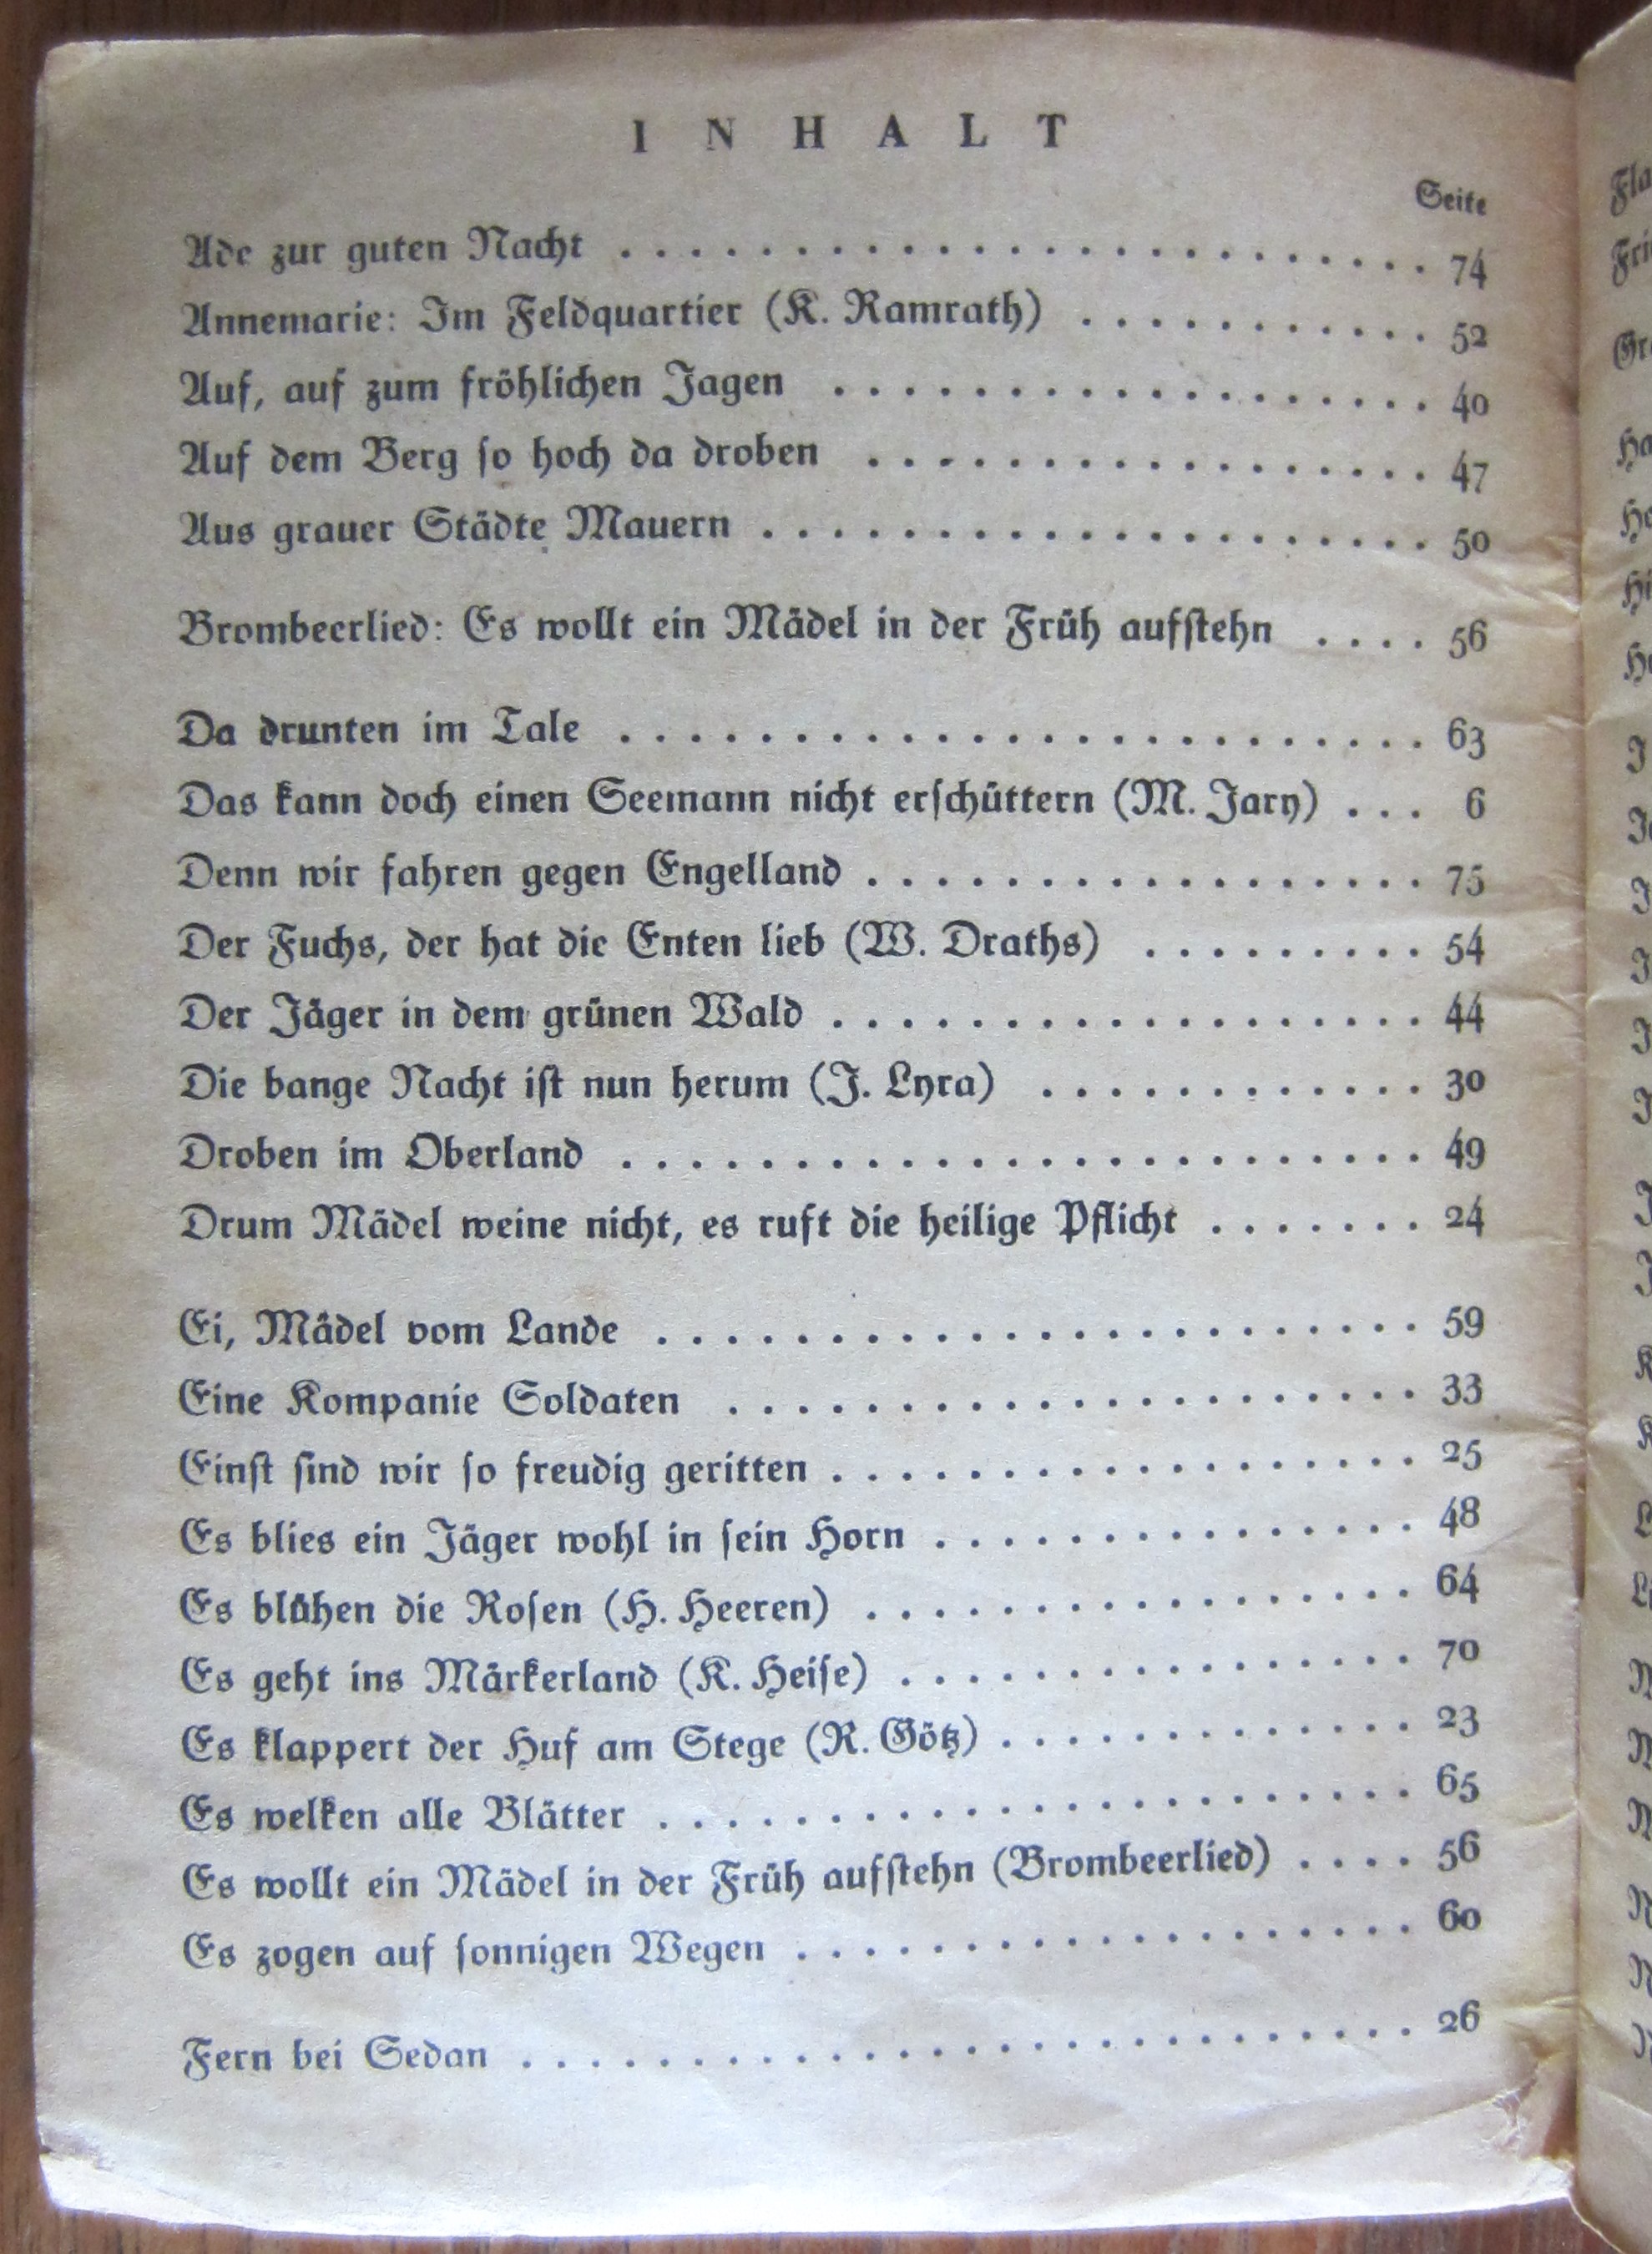 INHALT
Seite
Ade zur guten Nacht . . . . . . . . . . . . . . . . . . . . . . . . 74
Annemarie: Im Feldquartier (K. Ramrath) . . . . . . . . . . . 52
Auf, auf zum fröhlichen Jagen . . . . . . . . . . . . . . . . . . 40
Auf dem Berg so hoch da droben . . . . . . . . . . . . . . . . . 47
Aus grauer Städte Mauern . . . . . . . . . . . . . . . . . . . . 50
Brombeerlied: Es wollt ein Mädel in der Früh aufstehn . . . . 56
Da drunten im Tale . . . . . . . . . . . . . . . . . . . . . . . . 63
Das kann doch einen Seemann nicht erschüttern (M. Jary) . . . 6
Denn wir fahren gegen Engelland . . . . . . . . . . . . . . . . . 75
Der Fuchs, der hat die Enten lieb (W. Draths) . . . . . . . . . 54
Der Jäger in dem grünen Wald . . . . . . . . . . . . . . . . . . 44
Die bange Nacht ist nun herum (J. Lyra) . . . . . . . . . . . . 30
Droben im Oberland . . . . . . . . . . . . . . . . . . . . . . . . 49
Drum Mädel weine nicht, es ruft die heilige Pflicht . . . . . . . 24
Ei, Mädel vom Lande . . . . . . . . . . . . . . . . . . . . . . . 59
Eine Kompanie Soldaten . . . . . . . . . . . . . . . . . . . . . 33
Einst sind wir so freudig geritten . . . . . . . . . . . . . . . . . . 25
Es blies ein Jäger wohl in sein Horn . . . . . . . . . . . . . . . 48
Es blühen die Rosen (H. Heeren) . . . . . . . . . . . . . . . . . 64
Es geht ins Märkerland (K. Heise) . . . . . . . . . . . . . . . . 70
Es klappert der Huf am Stege (R. Götz) . . . . . . . . . . . . . 23
Es welken alle Blätter . . . . . . . . . . . . . . . . . . . . . . . 65
Es wollt ein Mädel in der Früh aufstehn (Brombeerlied) . . . . 56
Es zogen auf sonnigen Wegen . . . . . . . . . . . . . . . . . . . 60
Fern bei Sedan . . . . . . . . . . . . . . . . . . . . . . . . . . . 26